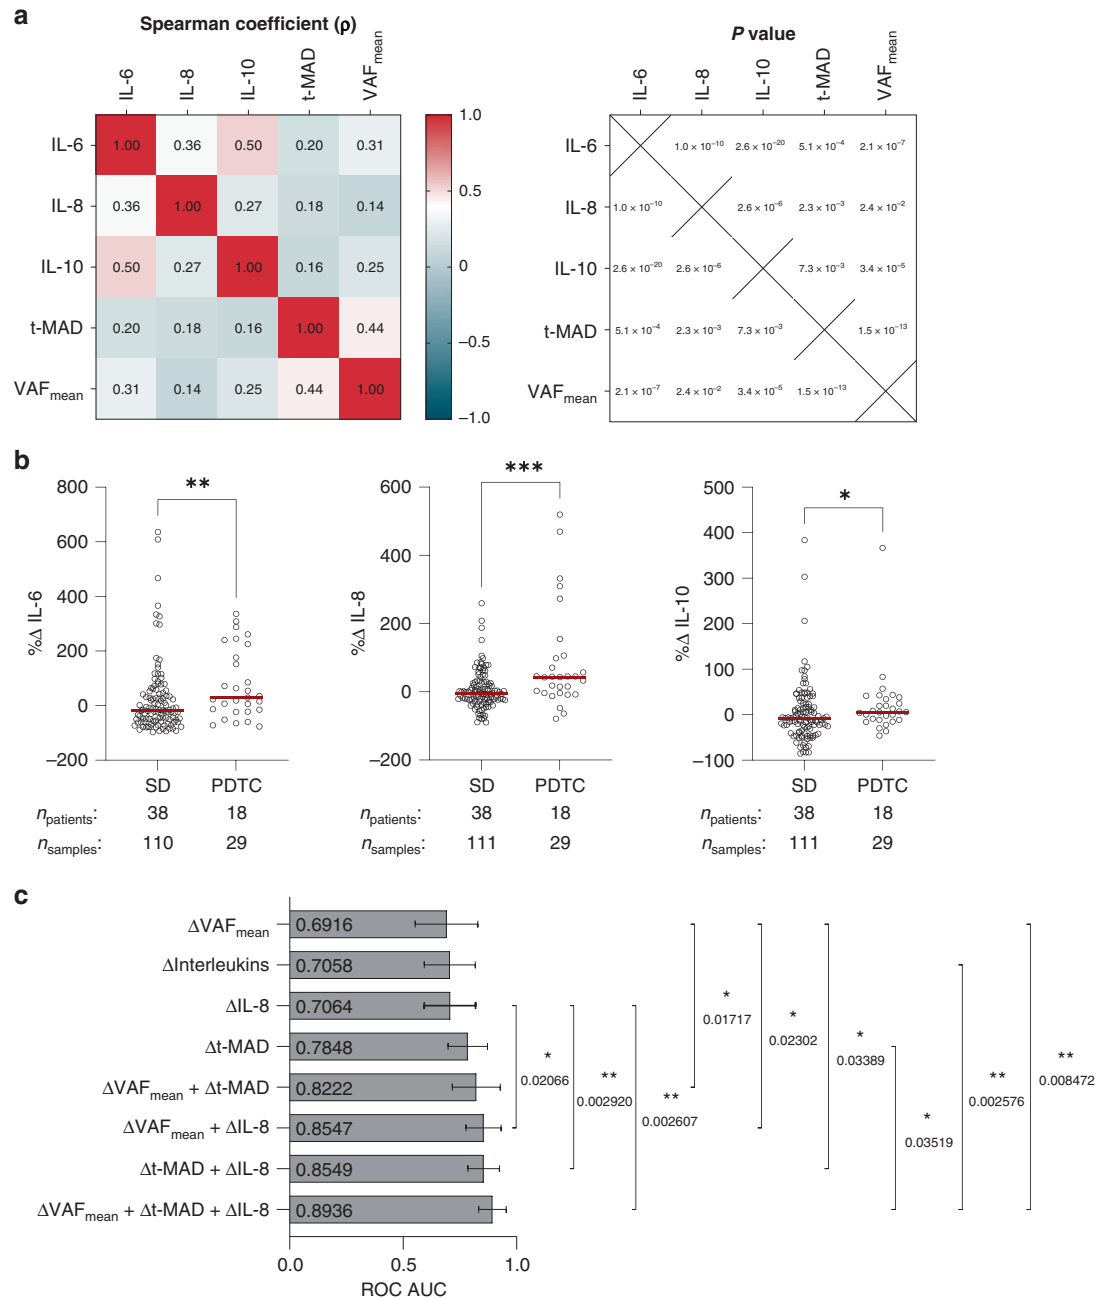 a
Spearman coefficient (ρ)
IL-6 IL-8 IL-10 t-MAD VAFmean
IL-6 1.00 0.36 0.50 0.20 0.31
IL-8 0.36 1.00 0.27 0.18 0.14
IL-10 0.50 0.27 1.00 0.16 0.25
t-MAD 0.20 0.18 0.16 1.00 0.44
VAFmean 0.31 0.14 0.25 0.44 1.00
1.0
0.5
0
–0.5
–1.0
P value
IL-6 IL-8 IL-10 t-MAD VAFmean
IL-6 1.0 × 10⁻¹⁰ 2.6 × 10⁻²⁰ 5.1 × 10⁻⁴ 2.1 × 10⁻⁷
IL-8 1.0 × 10⁻¹⁰ 2.6 × 10⁻⁶ 2.3 × 10⁻³ 2.4 × 10⁻²
IL-10 2.6 × 10⁻²⁰ 2.6 × 10⁻⁶ 7.3 × 10⁻³ 3.4 × 10⁻⁵
t-MAD 5.1 × 10⁻⁴ 2.3 × 10⁻³ 7.3 × 10⁻³ 1.5 × 10⁻¹³
VAFmean 2.1 × 10⁻⁷ 2.4 × 10⁻² 3.4 × 10⁻⁵ 1.5 × 10⁻¹³
b
%Δ IL-6
800
600
400
200
0
–200
**
SD PDTC
npatients: 38 18
nsamples: 110 29
%Δ IL-8
600
400
200
0
–200
***
SD PDTC
npatients: 38 18
nsamples: 111 29
%Δ IL-10
500
400
300
200
100
0
–100
*
SD PDTC
npatients: 38 18
nsamples: 111 29
c
ΔVAFmean 0.6916
ΔInterleukins 0.7058
ΔIL-8 0.7064
Δt-MAD 0.7848
ΔVAFmean + Δt-MAD 0.8222
ΔVAFmean + ΔIL-8 0.8547
Δt-MAD + ΔIL-8 0.8549
ΔVAFmean + Δt-MAD + ΔIL-8 0.8936
0.0 0.5 1.0
ROC AUC
*
0.02066
**
0.002920
**
0.002607
*
0.01717
*
0.02302
*
0.03389
*
0.03519
**
0.002576
**
0.008472